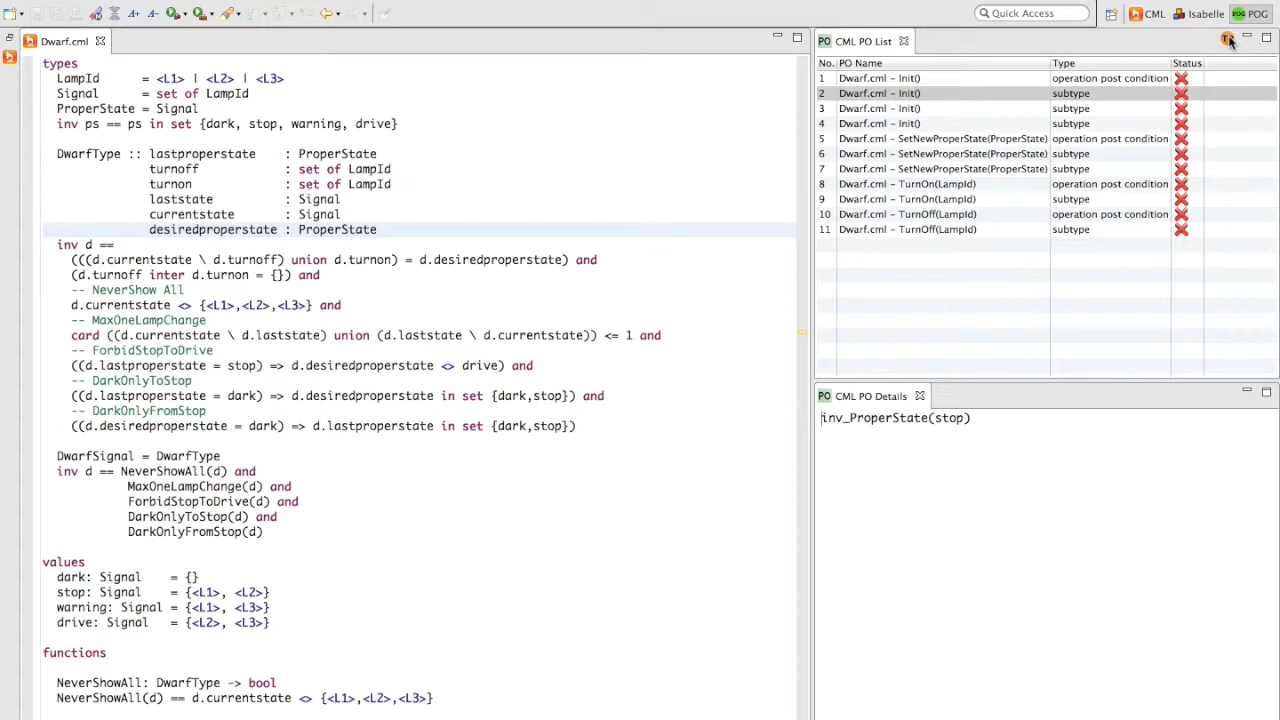 Quick Access
CML
Isabelle
POG
Dwarf.cml
types
LampId = <L1> | <L2> | <L3>
Signal = set of LampId
ProperState = Signal
inv ps == ps in set {dark, stop, warning, drive}
DwarfType :: lastproperstate : ProperState
turnoff : set of LampId
turnon : set of LampId
laststate : Signal
currentstate : Signal
desiredproperstate : ProperState
inv d ==
(((d.currentstate \ d.turnoff) union d.turnon) = d.desiredproperstate) and
(d.turnoff inter d.turnon = {}) and
-- NeverShow All
d.currentstate <> {<L1>,<L2>,<L3>} and
-- MaxOneLampChange
card ((d.currentstate \ d.laststate) union (d.laststate \ d.currentstate)) <= 1 and
-- ForbidStopToDrive
((d.lastproperstate = stop) => d.desiredproperstate <> drive) and
-- DarkOnlyToStop
((d.lastproperstate = dark) => d.desiredproperstate in set {dark,stop}) and
-- DarkOnlyFromStop
((d.desiredproperstate = dark) => d.lastproperstate in set {dark,stop})
DwarfSignal = DwarfType
inv d == NeverShowAll(d) and
MaxOneLampChange(d) and
ForbidStopToDrive(d) and
DarkOnlyToStop(d) and
DarkOnlyFromStop(d)
values
dark: Signal = {}
stop: Signal = {<L1>, <L2>}
warning: Signal = {<L1>, <L3>}
drive: Signal = {<L2>, <L3>}
functions
NeverShowAll: DwarfType -> bool
NeverShowAll(d) == d.currentstate <> {<L1>,<L2>,<L3>}
PO CML PO List
No. PO Name Type Status
1 Dwarf.cml - Init() operation post condition
2 Dwarf.cml - Init() subtype
3 Dwarf.cml - Init() subtype
4 Dwarf.cml - Init() subtype
5 Dwarf.cml - SetNewProperState(ProperState) operation post condition
6 Dwarf.cml - SetNewProperState(ProperState) subtype
7 Dwarf.cml - SetNewProperState(ProperState) subtype
8 Dwarf.cml - TurnOn(LampId) operation post condition
9 Dwarf.cml - TurnOn(LampId) subtype
10 Dwarf.cml - TurnOff(LampId) operation post condition
11 Dwarf.cml - TurnOff(LampId) subtype
PO CML PO Details
inv_ProperState(stop)